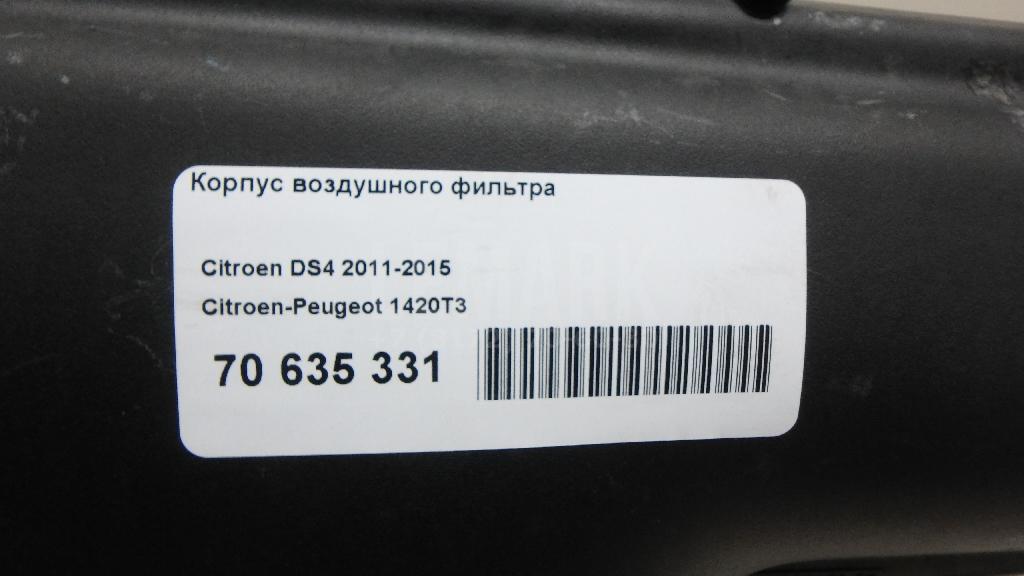 Корпус воздушного фильтра
Citroen DS4 2011-2015
Citroen-Peugeot 1420T3
70 635 331